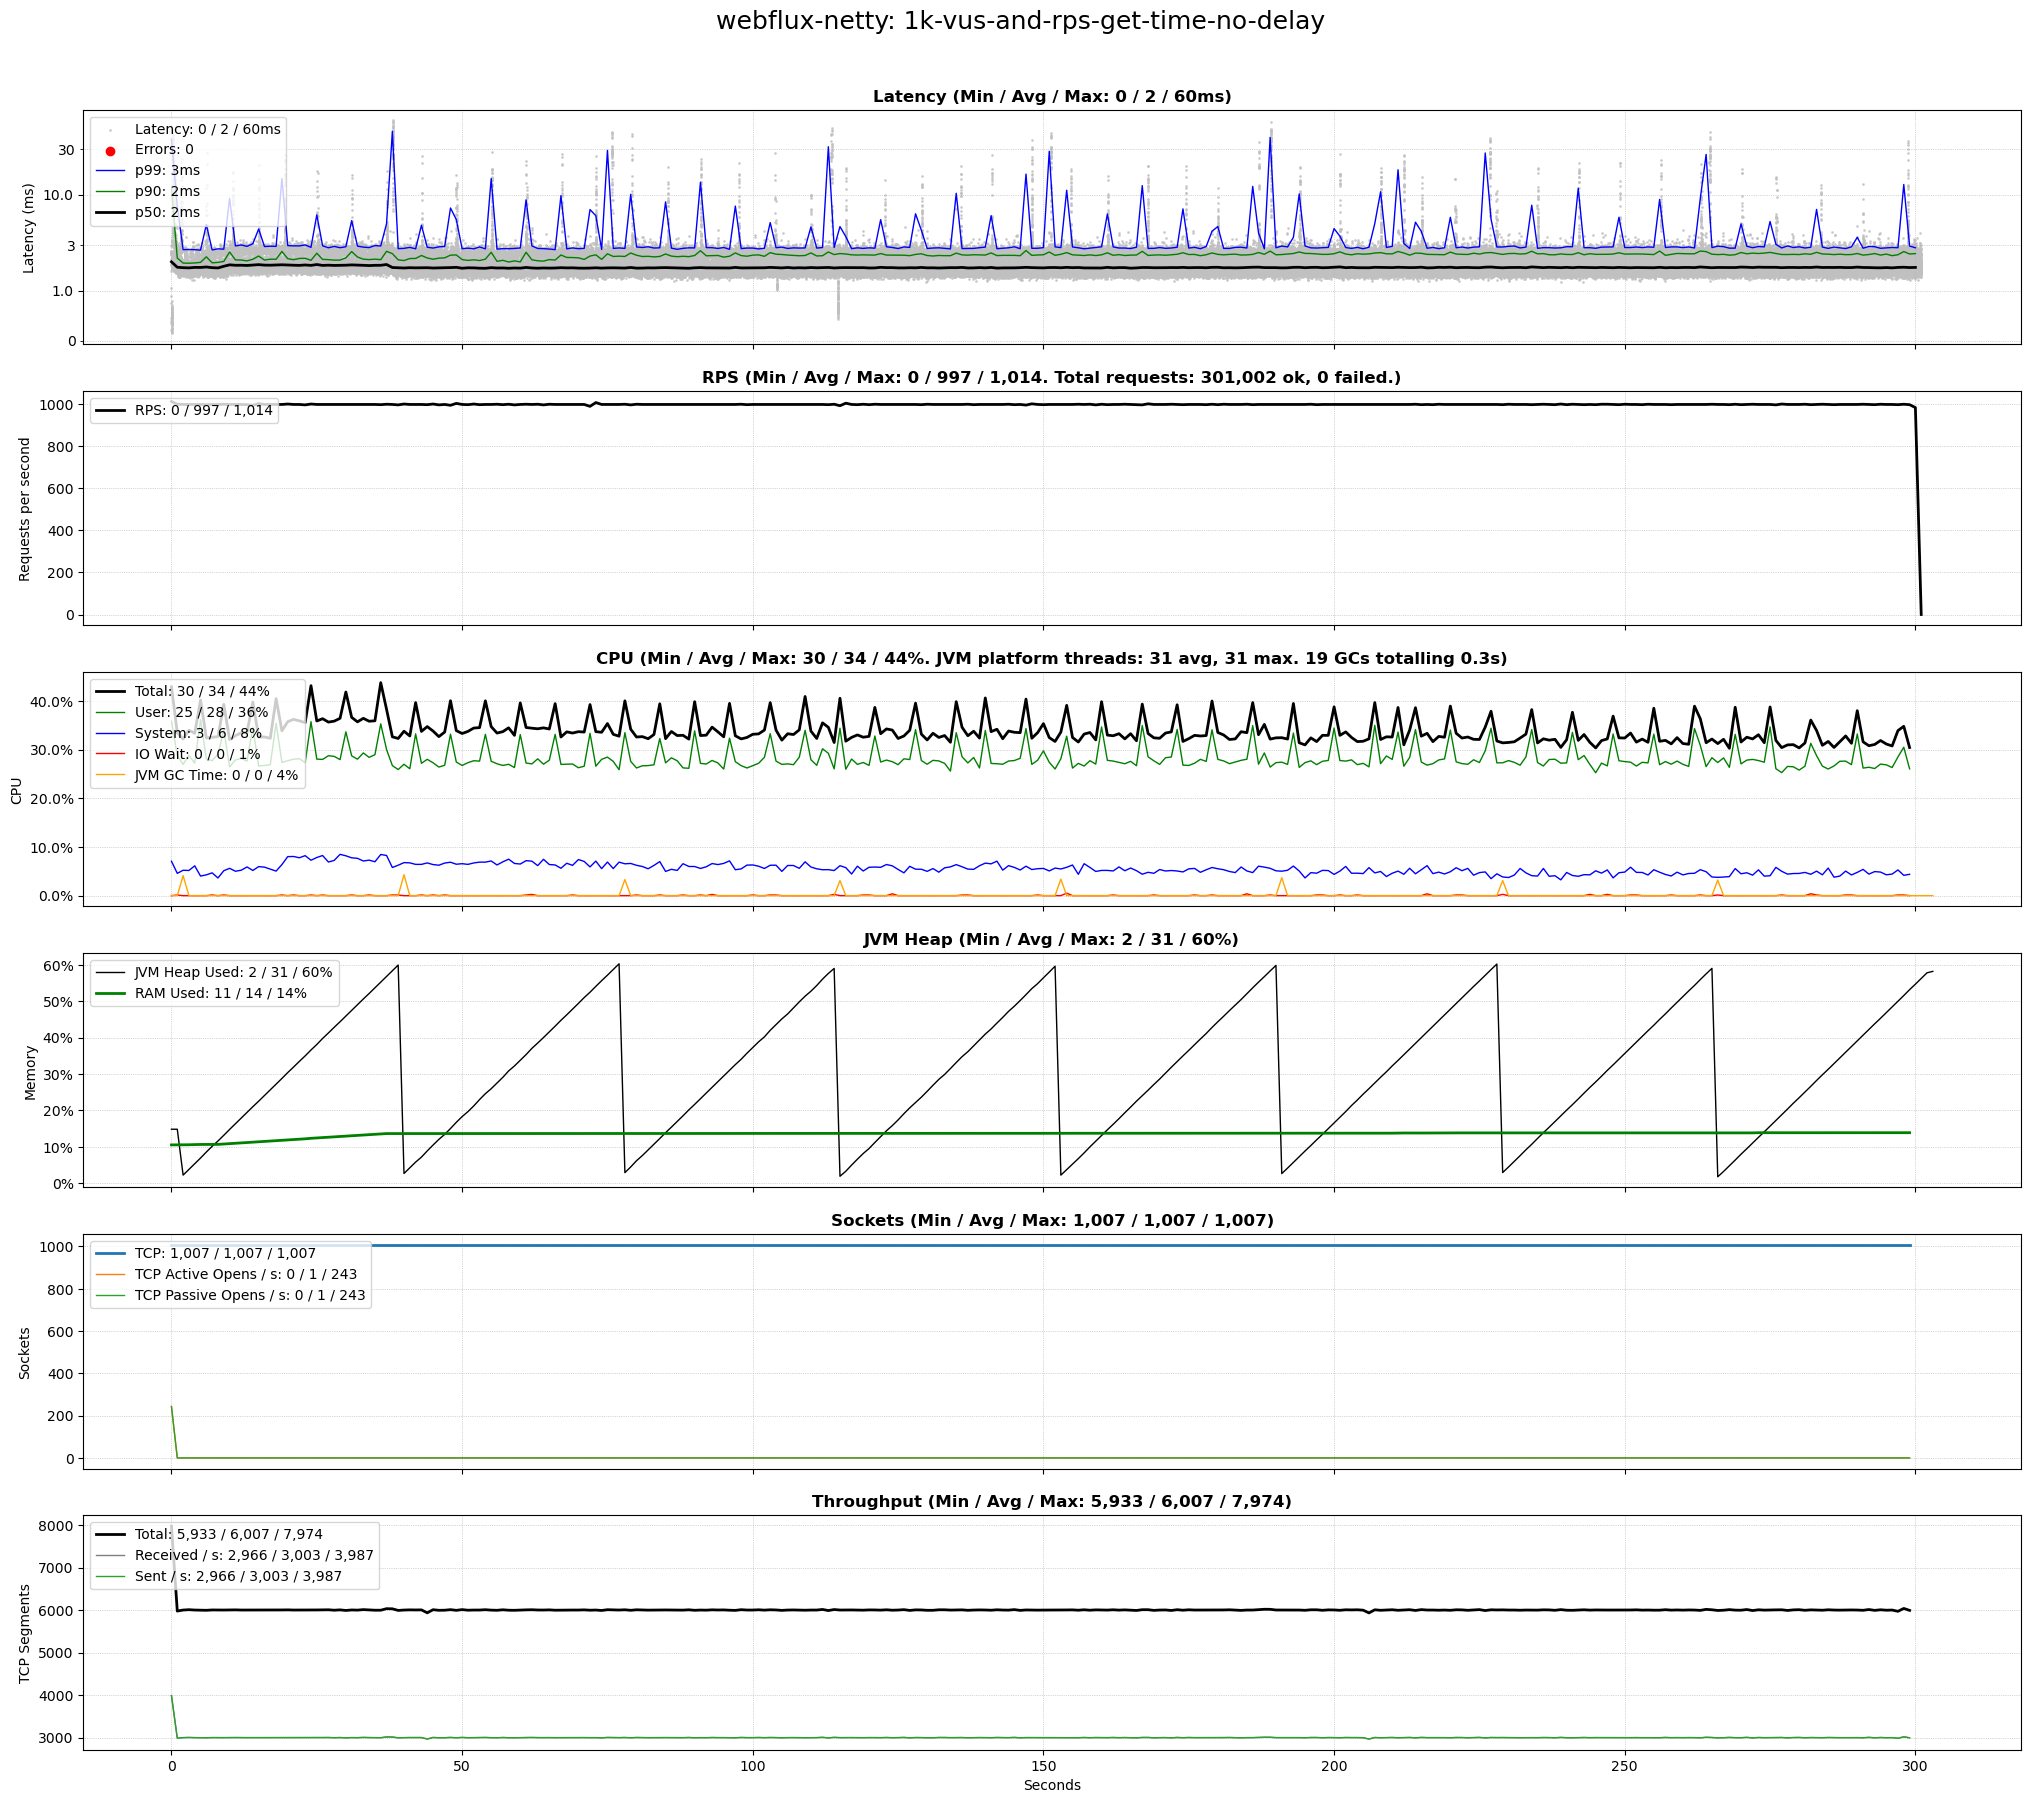 webflux-netty: 1k-vus-and-rps-get-time-no-delay
Latency (Min / Avg / Max: 0 / 2 / 60ms)
Latency (ms)
30
10.0
3
1.0
0
Latency: 0 / 2 / 60ms
Errors: 0
p99: 3ms
p90: 2ms
p50: 2ms
RPS (Min / Avg / Max: 0 / 997 / 1,014. Total requests: 301,002 ok, 0 failed.)
Requests per second
1000
800
600
400
200
0
RPS: 0 / 997 / 1,014
CPU (Min / Avg / Max: 30 / 34 / 44%. JVM platform threads: 31 avg, 31 max. 19 GCs totalling 0.3s)
CPU
40.0%
30.0%
20.0%
10.0%
0.0%
Total: 30 / 34 / 44%
User: 25 / 28 / 36%
System: 3 / 6 / 8%
IO Wait: 0 / 0 / 1%
JVM GC Time: 0 / 0 / 4%
JVM Heap (Min / Avg / Max: 2 / 31 / 60%)
Memory
60%
50%
40%
30%
20%
10%
0%
JVM Heap Used: 2 / 31 / 60%
RAM Used: 11 / 14 / 14%
Sockets (Min / Avg / Max: 1,007 / 1,007 / 1,007)
Sockets
1000
800
600
400
200
0
TCP: 1,007 / 1,007 / 1,007
TCP Active Opens / s: 0 / 1 / 243
TCP Passive Opens / s: 0 / 1 / 243
Throughput (Min / Avg / Max: 5,933 / 6,007 / 7,974)
TCP Segments
8000
7000
6000
5000
4000
3000
Total: 5,933 / 6,007 / 7,974
Received / s: 2,966 / 3,003 / 3,987
Sent / s: 2,966 / 3,003 / 3,987
0
50
100
150
200
250
300
Seconds